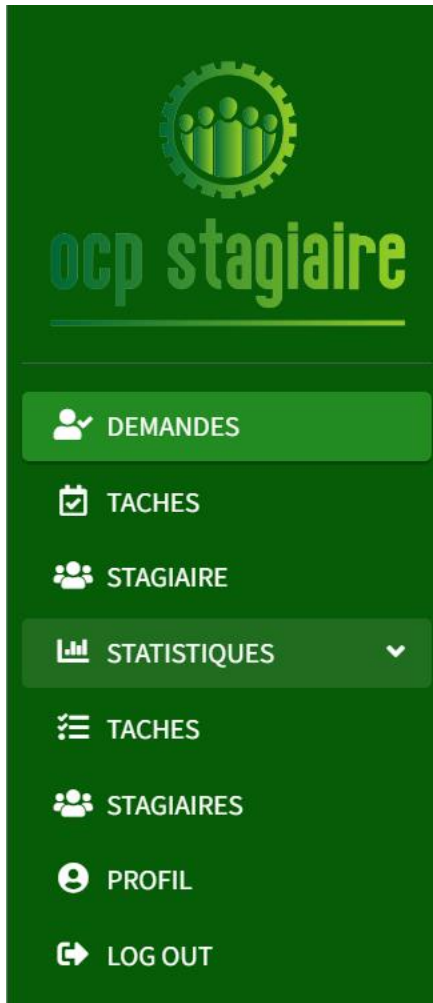 ocp stagiaire
DEMANDES
TACHES
STAGIAIRE
STATISTIQUES
TACHES
STAGIAIRES
PROFIL
LOG OUT